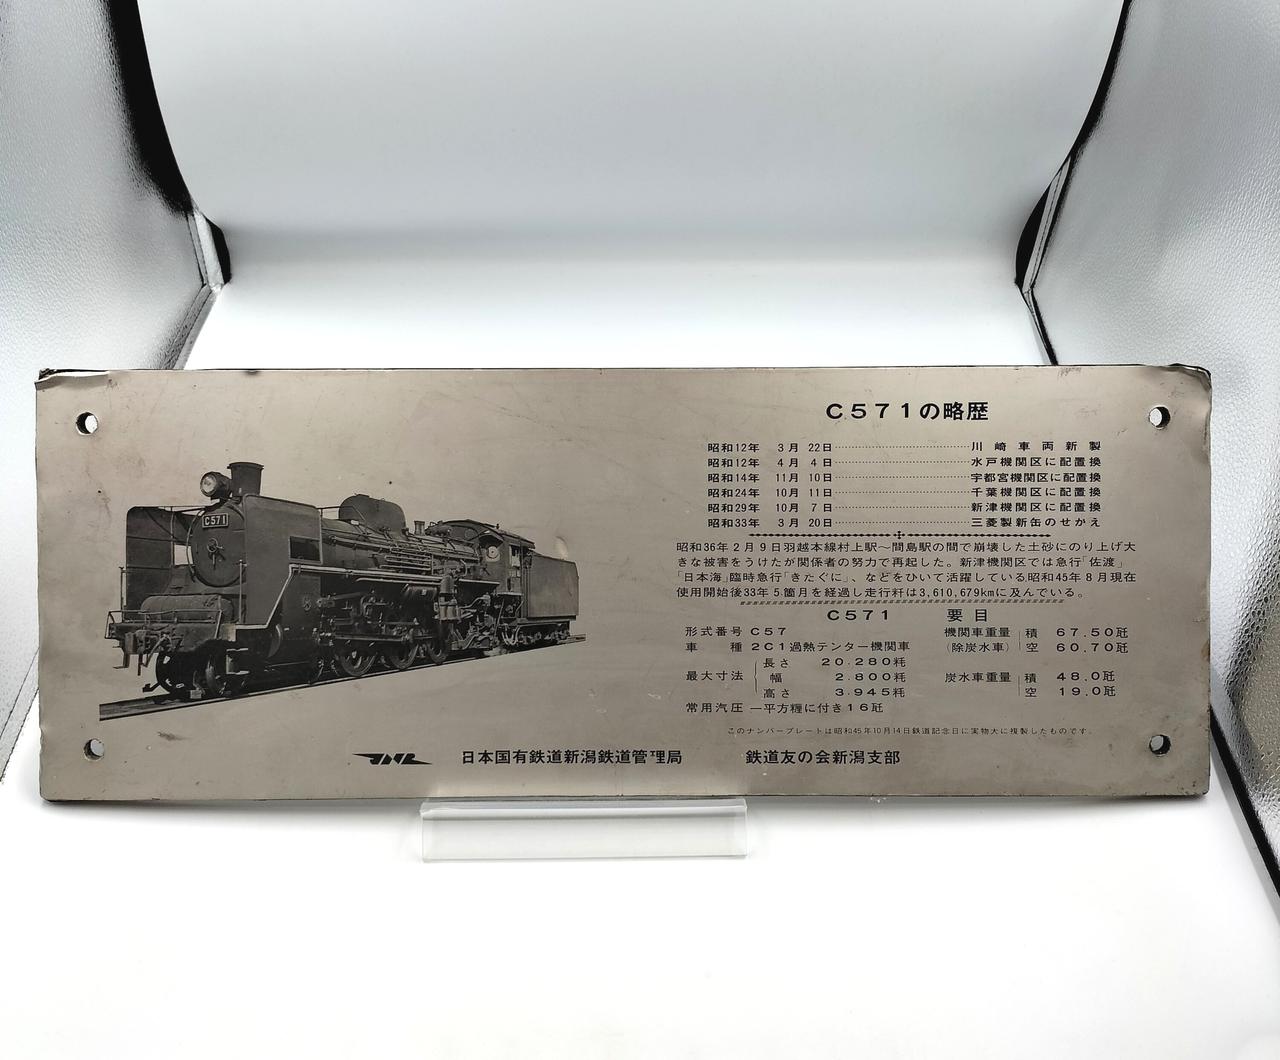 C571の略歴
昭和12年 3月 22日………川崎車両新製
昭和12年 4月 4日………水戸機関区に配置換
昭和14年 11月 10日………宇都宮機関区に配置換
昭和24年 10月 11日………千葉機関区に配置換
昭和29年 10月 7日………新津機関区に配置換
昭和33年 3月 20日………三菱製新缶のせかえ
昭和36年2月9日羽越本線村上駅〜間島駅の間で崩壊した土砂にのり上げ大
きな被害をうけたが関係者の努力で再起した。新津機関区では急行「佐渡」
「日本海」臨時急行「きたぐに」、などをひいて活躍している昭和45年8月現在
使用開始後33年5箇月を経過し走行粁は3,610,679kmに及んでいる。
C571 要目
形式番号 C57
車種 2C1過熱テンター機関車
最大寸法 長さ 20.280粍
幅 2.800粍
高さ 3.945粍
常用汽圧 一平方糎に付き16瓩
機関車重量 積 67.50瓩
(除炭水車) 空 60.70瓩
炭水車重量 積 48.0瓩
空 19.0瓩
このナンバープレートは昭和45年10月14日鉄道記念日に実物大に複製したものです.
JNR 日本国有鉄道新潟鉄道管理局 鉄道友の会新潟支部
C571